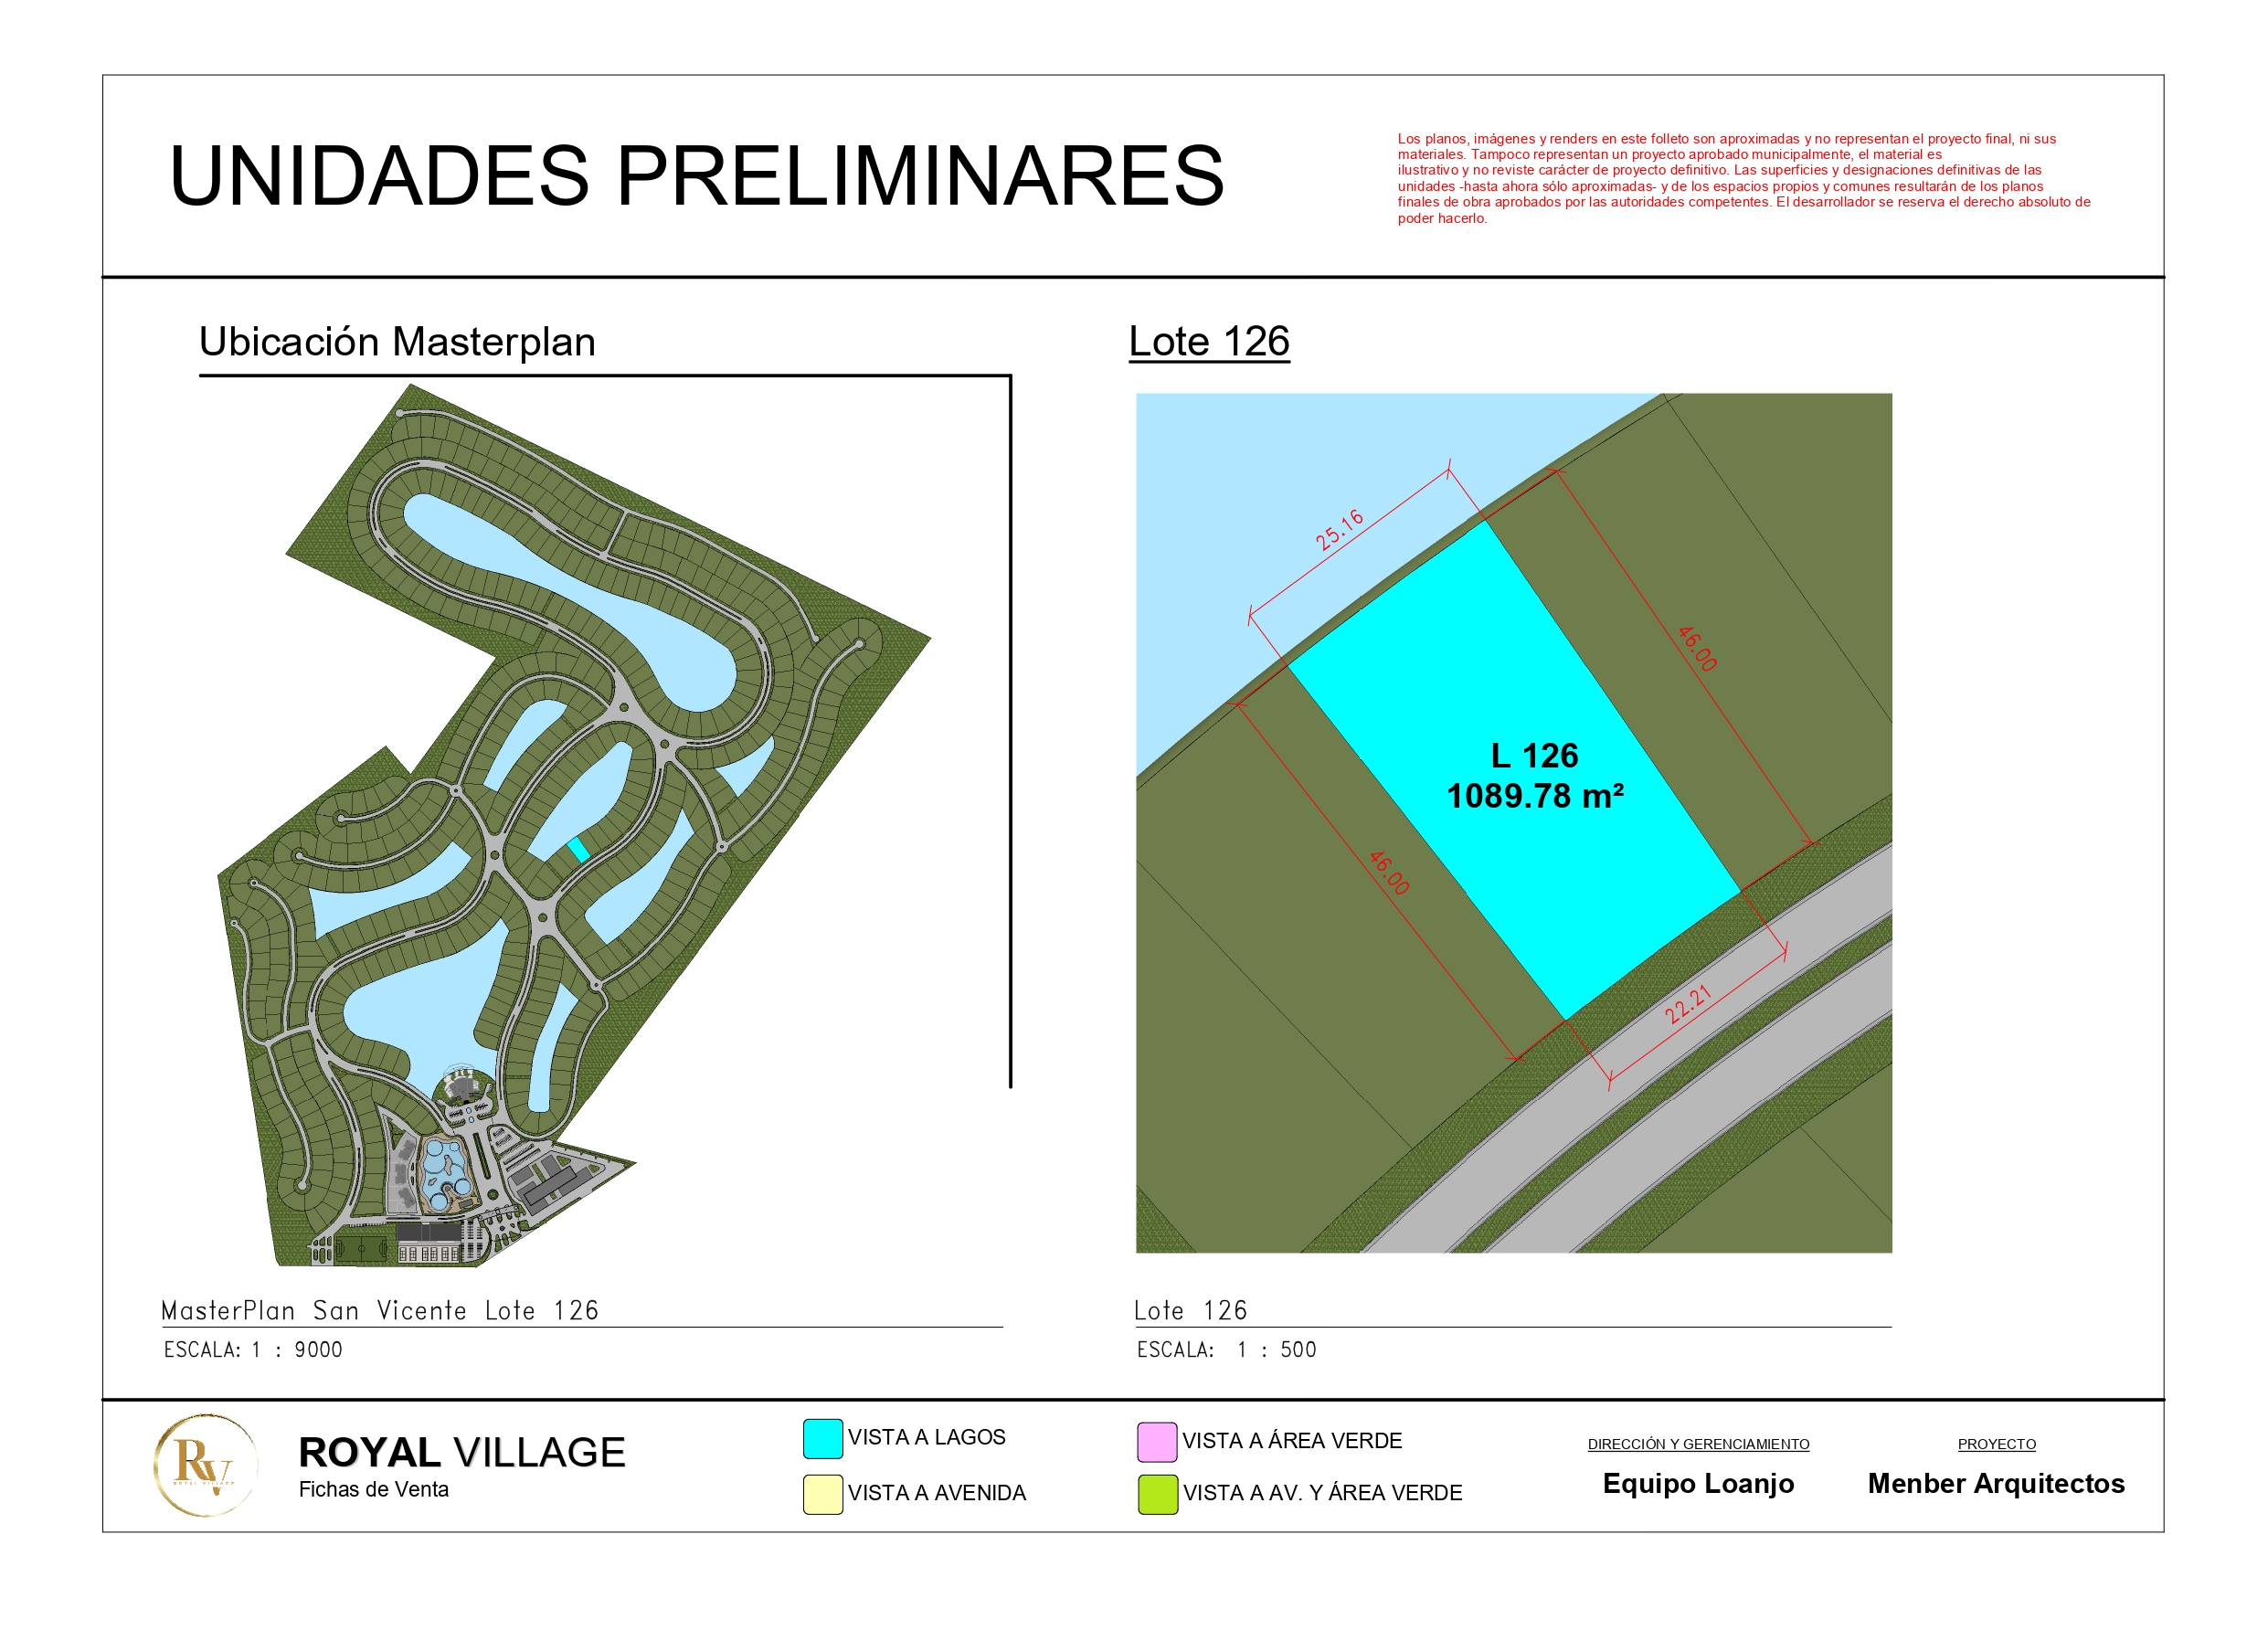 UNIDADES PRELIMINARES
Los planos, imágenes y renders en este folleto son aproximadas y no representan el proyecto final, ni sus
materiales. Tampoco representan un proyecto aprobado municipalmente, el material es
ilustrativo y no reviste carácter de proyecto definitivo. Las superficies y designaciones definitivas de las
unidades -hasta ahora sólo aproximadas- y de los espacios propios y comunes resultarán de los planos
finales de obra aprobados por las autoridades competentes. El desarrollador se reserva el derecho absoluto de
poder hacerlo.
Ubicación Masterplan
Lote 126
25.16
46.00
L 126
1089.78 m²
46.00
22.21
MasterPlan San Vicente Lote 126
ESCALA: 1 : 9000
Lote 126
ESCALA: 1 : 500
RV
ROYAL VILLAGE
ROYAL VILLAGE
Fichas de Venta
VISTA A LAGOS
VISTA A AVENIDA
VISTA A ÁREA VERDE
VISTA A AV. Y ÁREA VERDE
DIRECCIÓN Y GERENCIAMIENTO
Equipo Loanjo
PROYECTO
Menber Arquitectos